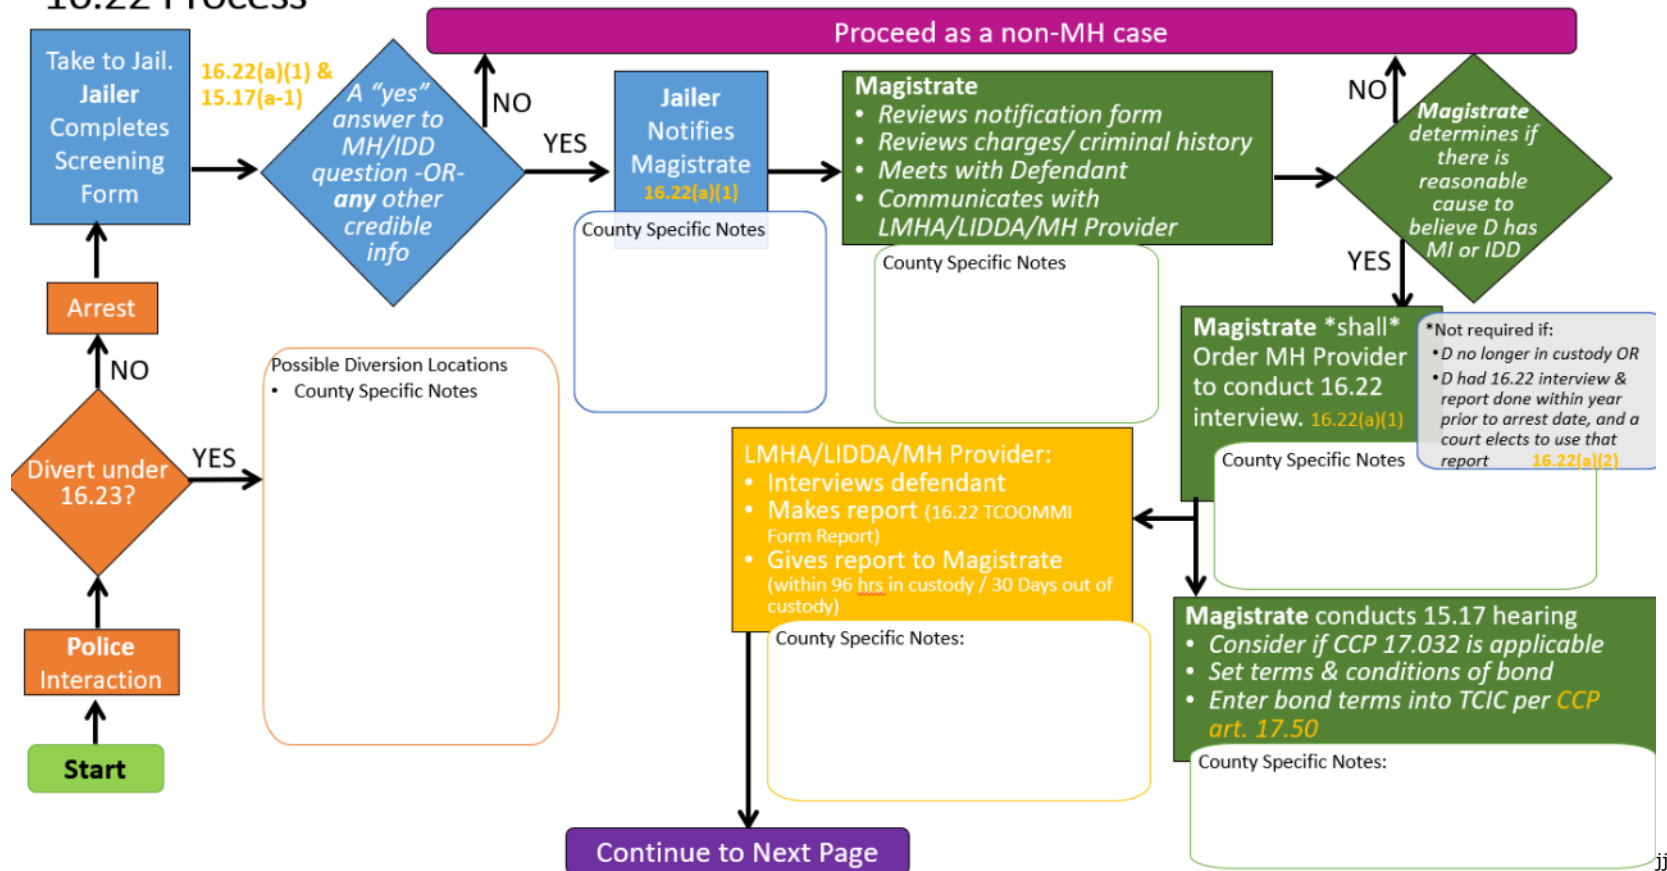 16.22 Process
Proceed as a non-MH case
Take to Jail.
Jailer
Completes
Screening
Form
16.22(a)(1) &
15.17(a-1)
A “yes”
answer to
MH/IDD
question -OR-
any other
credible
info
NO
YES
Jailer
Notifies
Magistrate
16.22(a)(1)
County Specific Notes
Magistrate
• Reviews notification form
• Reviews charges/ criminal history
• Meets with Defendant
• Communicates with
LMHA/LIDDA/MH Provider
County Specific Notes
NO
Magistrate
determines if
there is
reasonable
cause to
believe D has
MI or IDD
YES
Magistrate *shall*
Order MH Provider
to conduct 16.22
interview. 16.22(a)(1)
*Not required if:
•D no longer in custody OR
•D had 16.22 interview &
report done within year
prior to arrest date, and a
court elects to use that
report 16.22(a)(2)
County Specific Notes
Arrest
NO
Divert under
16.23?
YES
Possible Diversion Locations
• County Specific Notes
Police
Interaction
Start
LMHA/LIDDA/MH Provider:
• Interviews defendant
• Makes report (16.22 TCOOMMI
Form Report)
• Gives report to Magistrate
(within 96 hrs in custody / 30 Days out of
custody)
County Specific Notes:
Magistrate conducts 15.17 hearing
• Consider if CCP 17.032 is applicable
• Set terms & conditions of bond
• Enter bond terms into TCIC per CCP
art. 17.50
County Specific Notes:
Continue to Next Page
jj